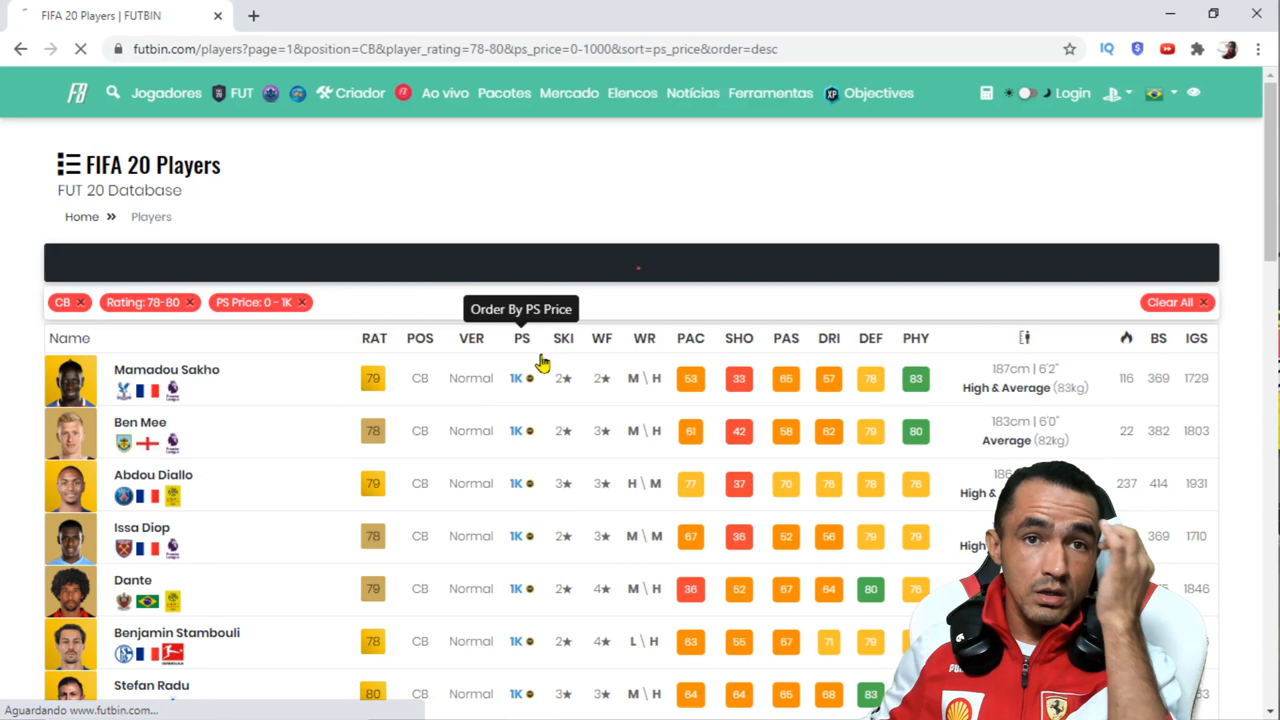 FIFA 20 Players | FUTBIN
futbin.com/players?page=1&position=CB&player_rating=78-80&ps_price=0-1000&sort=ps_price&order=desc
Jogadores FUT Criador Ao vivo Pacotes Mercado Elencos Notícias Ferramentas XP Objectives Login
FIFA 20 Players
FUT 20 Database
Home » Players
CB × Rating: 78-80 × PS Price: 0 - 1K × Clear All ×
Order By PS Price
Name RAT POS VER PS SKI WF WR PAC SHO PAS DRI DEF PHY BS IGS
Mamadou Sakho 79 CB Normal 1K 2★ 2★ M \ H 53 33 65 57 78 83 187cm | 6'2" 116 369 1729
High & Average (83kg)
Ben Mee 78 CB Normal 1K 2★ 3★ M \ H 61 42 58 62 79 80 183cm | 6'0" 22 382 1803
Average (82kg)
Abdou Diallo 79 CB Normal 1K 3★ 3★ H \ M 77 37 70 76 78 76 237 414 1931
High &
Issa Diop 78 CB Normal 1K 2★ 3★ M \ M 67 36 52 56 79 79 369 1710
High
Dante 79 CB Normal 1K 2★ 4★ M \ H 36 52 67 64 80 76 1846
Benjamin Stambouli 78 CB Normal 1K 2★ 4★ L \ H 63 55 67 71 79
Stefan Radu 80 CB Normal 1K 3★ 3★ M \ H 64 64 65 68 83
Aguardando www.futbin.com...